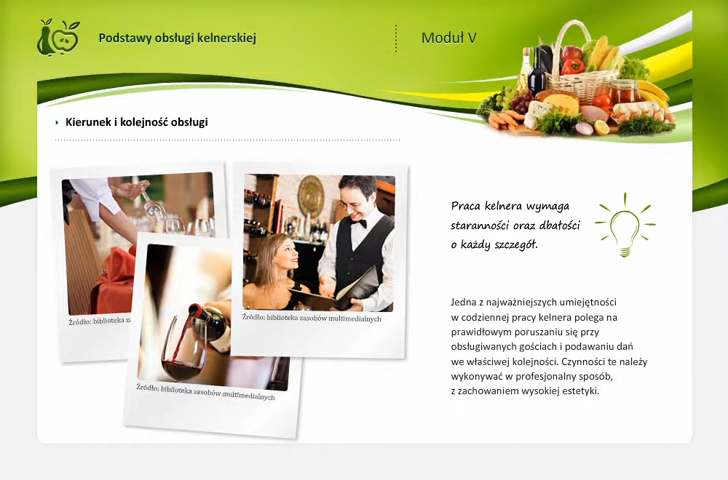 Podstawy obsługi kelnerskiej
Moduł V
Kierunek i kolejność obsługi
Źródło: biblioteka
Źródło: biblioteka zasobów multimedialnych
Źródło: biblioteka zasobów multimedialnych
Praca kelnera wymaga
staranności oraz dbałości
o każdy szczegół.
Jedna z najważniejszych umiejętności
w codziennej pracy kelnera polega na
prawidłowym poruszaniu się przy
obsługiwanych gościach i podawaniu dań
we właściwej kolejności. Czynności te należy
wykonywać w profesjonalny sposób,
z zachowaniem wysokiej estetyki.